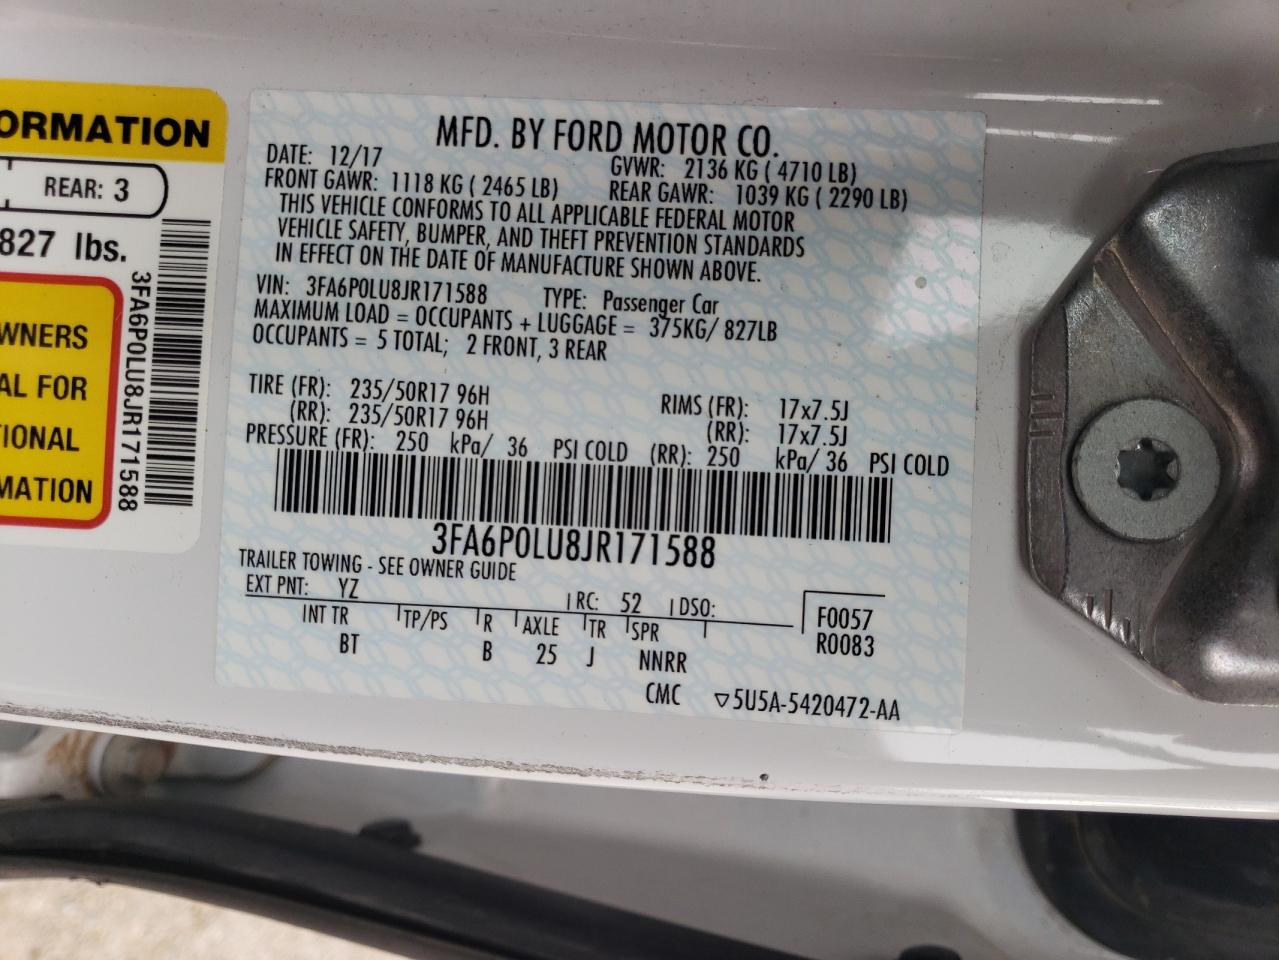 ORMATION
REAR: 3
827 lbs.
3FA6P0LU8JR171588
WNERS
AL FOR
TIONAL
MATION
MFD. BY FORD MOTOR CO.
DATE: 12/17 GVWR: 2136 KG ( 4710 LB)
FRONT GAWR: 1118 KG ( 2465 LB) REAR GAWR: 1039 KG ( 2290 LB)
THIS VEHICLE CONFORMS TO ALL APPLICABLE FEDERAL MOTOR
VEHICLE SAFETY, BUMPER, AND THEFT PREVENTION STANDARDS
IN EFFECT ON THE DATE OF MANUFACTURE SHOWN ABOVE.
VIN: 3FA6P0LU8JR171588 TYPE: Passenger Car
MAXIMUM LOAD = OCCUPANTS + LUGGAGE = 375KG/ 827LB
OCCUPANTS = 5 TOTAL; 2 FRONT, 3 REAR
TIRE (FR): 235/50R17 96H RIMS (FR): 17x7.5J
(RR): 235/50R17 96H (RR): 17x7.5J
PRESSURE (FR): 250 kPa/ 36 PSI COLD (RR): 250 kPa/ 36 PSI COLD
3FA6P0LU8JR171588
TRAILER TOWING - SEE OWNER GUIDE
EXT PNT: YZ RC: 52 DSO: F0057
INT TR TP/PS R AXLE TR SPR R0083
BT B 25 J NNRR
CMC ▽5U5A-5420472-AA